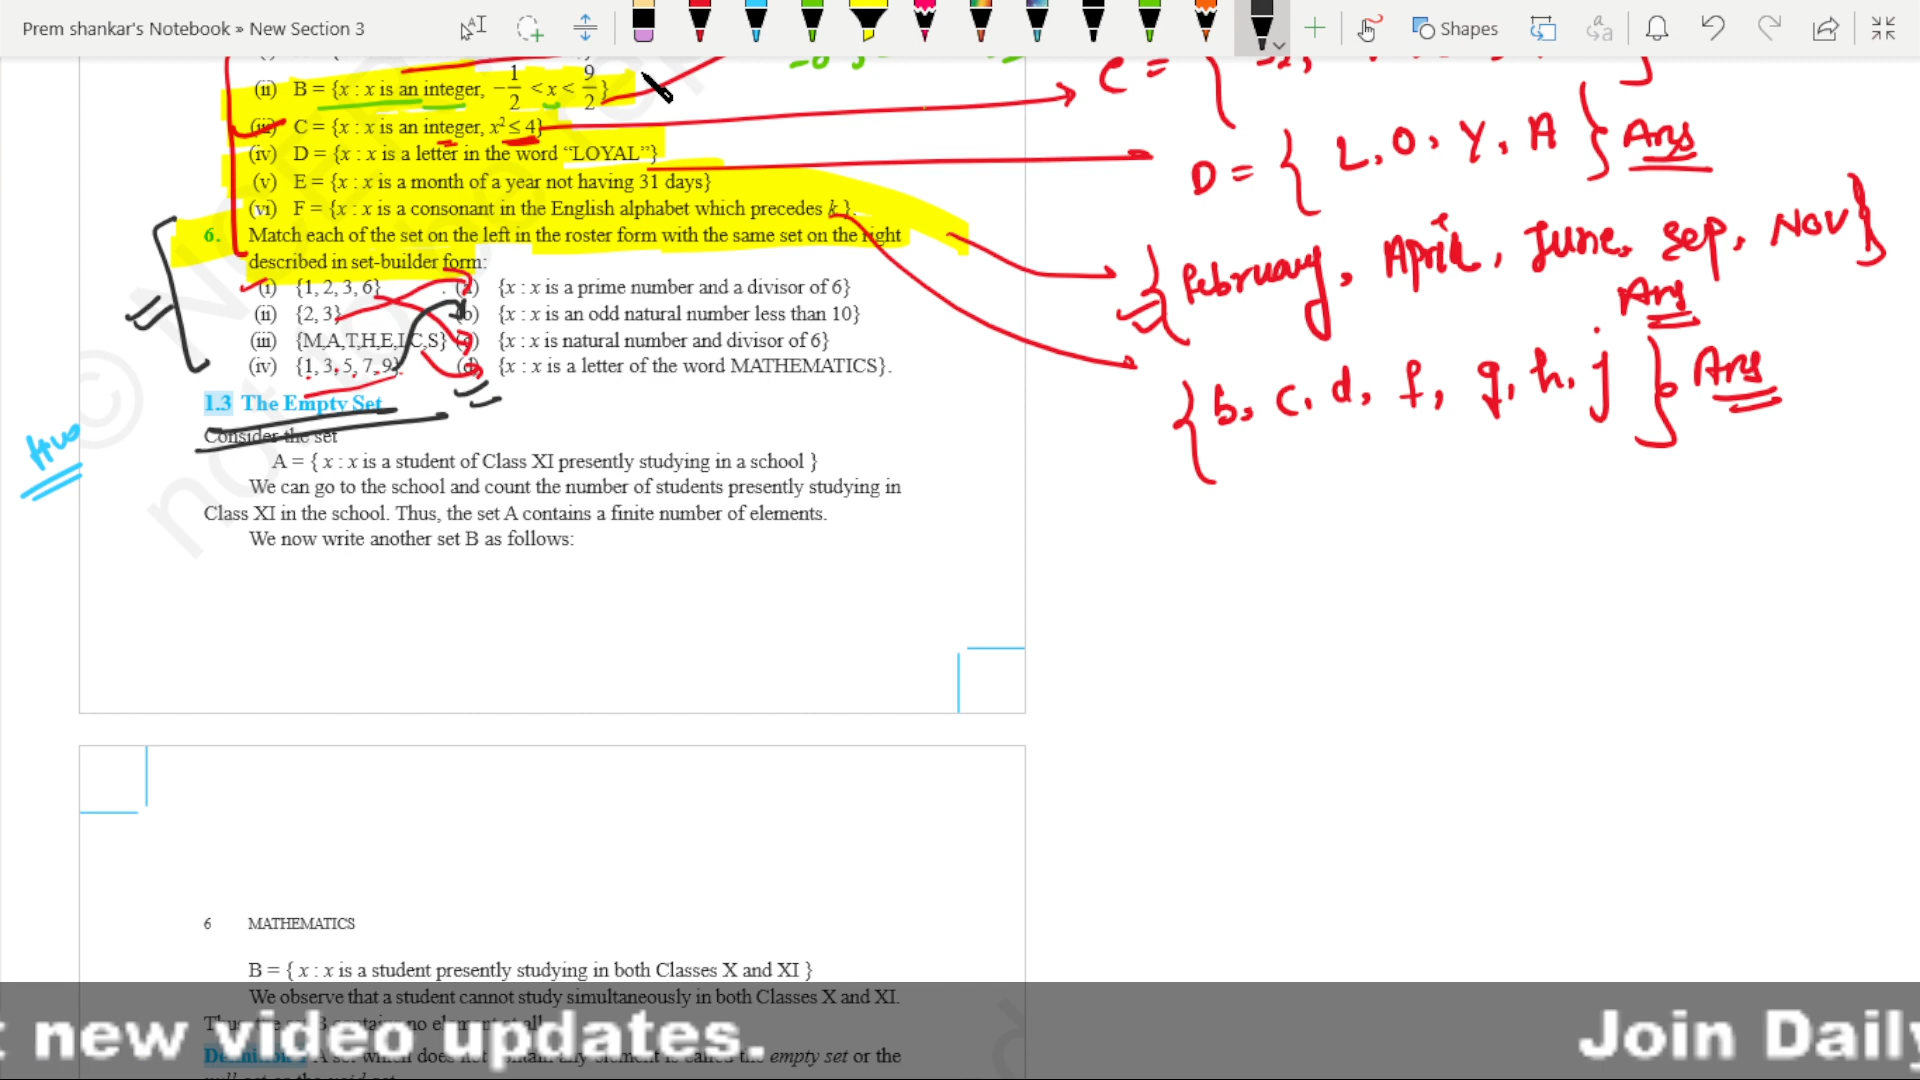 Prem shankar's Notebook » New Section 3
Shapes
(ii) B = {x : x is an integer, −1/2 < x < 9/2}
(iii) C = {x : x is an integer, x² ≤ 4}
(iv) D = {x : x is a letter in the word “LOYAL”}
(v) E = {x : x is a month of a year not having 31 days}
(vi) F = {x : x is a consonant in the English alphabet which precedes k }.
6. Match each of the set on the left in the roster form with the same set on the right
described in set-builder form:
(i) {1, 2, 3, 6} (a) {x : x is a prime number and a divisor of 6}
(ii) {2, 3} (b) {x : x is an odd natural number less than 10}
(iii) {M,A,T,H,E,I,C,S} (c) {x : x is natural number and divisor of 6}
(iv) {1, 3, 5, 7, 9}. (d) {x : x is a letter of the word MATHEMATICS}.
1.3 The Empty Set
Consider the set
A = { x : x is a student of Class XI presently studying in a school }
We can go to the school and count the number of students presently studying in
Class XI in the school. Thus, the set A contains a finite number of elements.
We now write another set B as follows:
C = {
D = { L, O, Y, A } Ans
{ February, April, June, Sep, Nov }
Ans
{ b, c, d, f, g, h, j } Ans
HW
6 MATHEMATICS
B = { x : x is a student presently studying in both Classes X and XI }
We observe that a student cannot study simultaneously in both Classes X and XI.
new video updates.
Join Daily
empty set or the